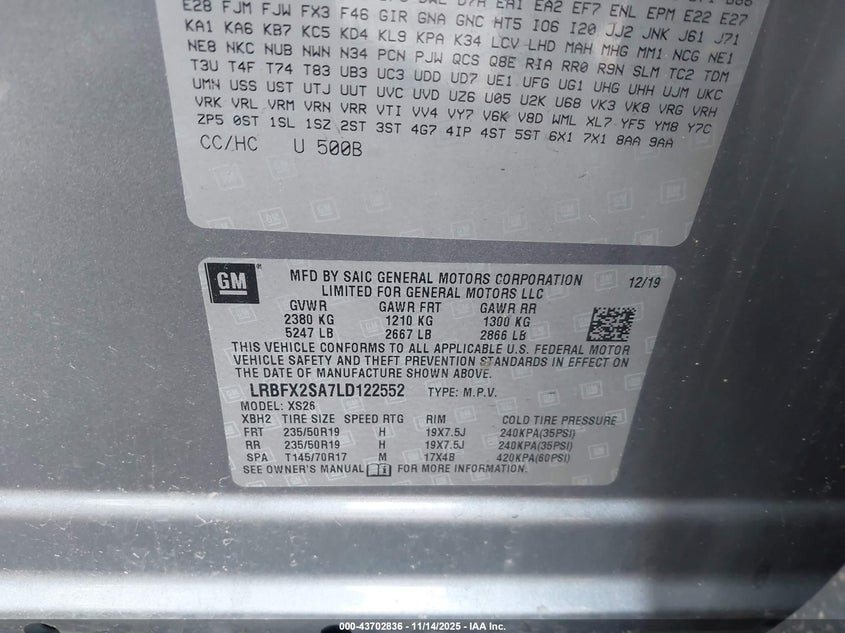 E28 FJM FJW FX3 F46 GIR GNA GNC HT5 IO6 I20 JJ2 JNK J61 J71
KA1 KA6 KB7 KC5 KD4 KL9 KPA K34 LCV LHD MAH MHG MM1 NCG NE1
NE8 NKC NUB NWN N34 PCN PJW QCS Q8E RIA RR0 R9N SLM TC2 TDM
T3U T4F T74 T83 UB3 UC3 UDD UD7 UE1 UFG UG1 UHG UHH UJM UKC
UMN USS UST UTJ UUT UVC UVD UZ6 U05 U2K U68 VK3 VK8 VRG VRH
VRK VRL VRM VRN VRR VTI VV4 VY7 V6K V8D WML XL7 YF5 YM8 Y7C
ZP5 0ST 1SL 1SZ 2ST 3ST 4G7 4IP 4ST 5ST 6X1 7X1 8AA 9AA
CC/HC U 500B
GM
MFD BY SAIC GENERAL MOTORS CORPORATION 12/19
LIMITED FOR GENERAL MOTORS LLC
GVWR GAWR FRT GAWR RR
2380 KG 1210 KG 1300 KG
5247 LB 2667 LB 2866 LB
THIS VEHICLE CONFORMS TO ALL APPLICABLE U.S. FEDERAL MOTOR
VEHICLE SAFETY AND THEFT PREVENTION STANDARDS IN EFFECT ON
THE DATE OF MANUFACTURE SHOWN ABOVE.
LRBFX2SA7LD122552 TYPE: M.P.V.
MODEL: XS26
XBH2 TIRE SIZE SPEED RTG RIM COLD TIRE PRESSURE
FRT 235/50R19 H 19X7.5J 240KPA(35PSI)
RR 235/50R19 H 19X7.5J 240KPA(35PSI)
SPA T145/70R17 M 17X4B 420KPA(60PSI)
SEE OWNER'S MANUAL FOR MORE INFORMATION.
000-43702836 - 11/14/2025 - IAA Inc.